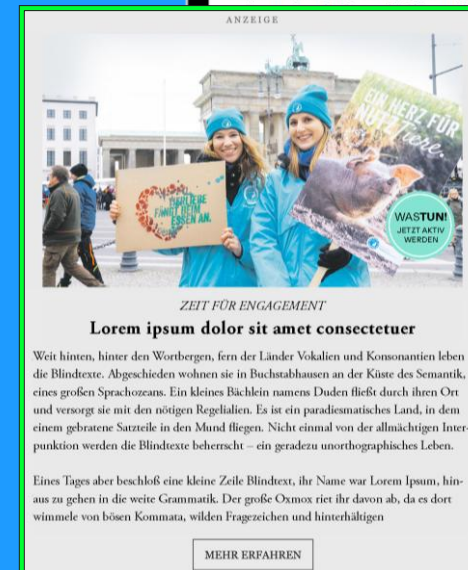 ANZEIGE
TIERLIEBE
FÄNGT BEIM
ESSEN AN.
EIN HERZ FÜR
NUTZtiere.
WASTUN!
JETZT AKTIV
WERDEN
ZEIT FÜR ENGAGEMENT
Lorem ipsum dolor sit amet consectetuer
Weit hinten, hinter den Wortbergen, fern der Länder Vokalien und Konsonantien leben
die Blindtexte. Abgeschieden wohnen sie in Buchstabhausen an der Küste des Semantik,
eines großen Sprachozeans. Ein kleines Bächlein namens Duden fließt durch ihren Ort
und versorgt sie mit den nötigen Regelialien. Es ist ein paradiesmatisches Land, in dem
einem gebratene Satzteile in den Mund fliegen. Nicht einmal von der allmächtigen Inter-
punktion werden die Blindtexte beherrscht – ein geradezu unorthographisches Leben.
Eines Tages aber beschloß eine kleine Zeile Blindtext, ihr Name war Lorem Ipsum, hin-
aus zu gehen in die weite Grammatik. Der große Oxmox riet ihr davon ab, da es dort
wimmele von bösen Kommata, wilden Fragezeichen und hinterhältigen
MEHR ERFAHREN